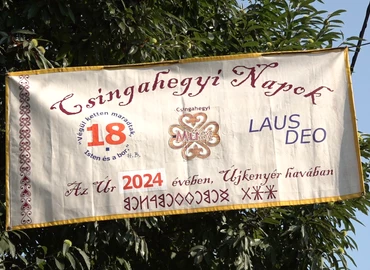 Csingahegyi Napok
"Végül ketten maradtak
18.
Isten és a bor."
H. A.
Csingahegyi
LAUS
DEO
Az Úr 2024 évében, Újkenyér havában